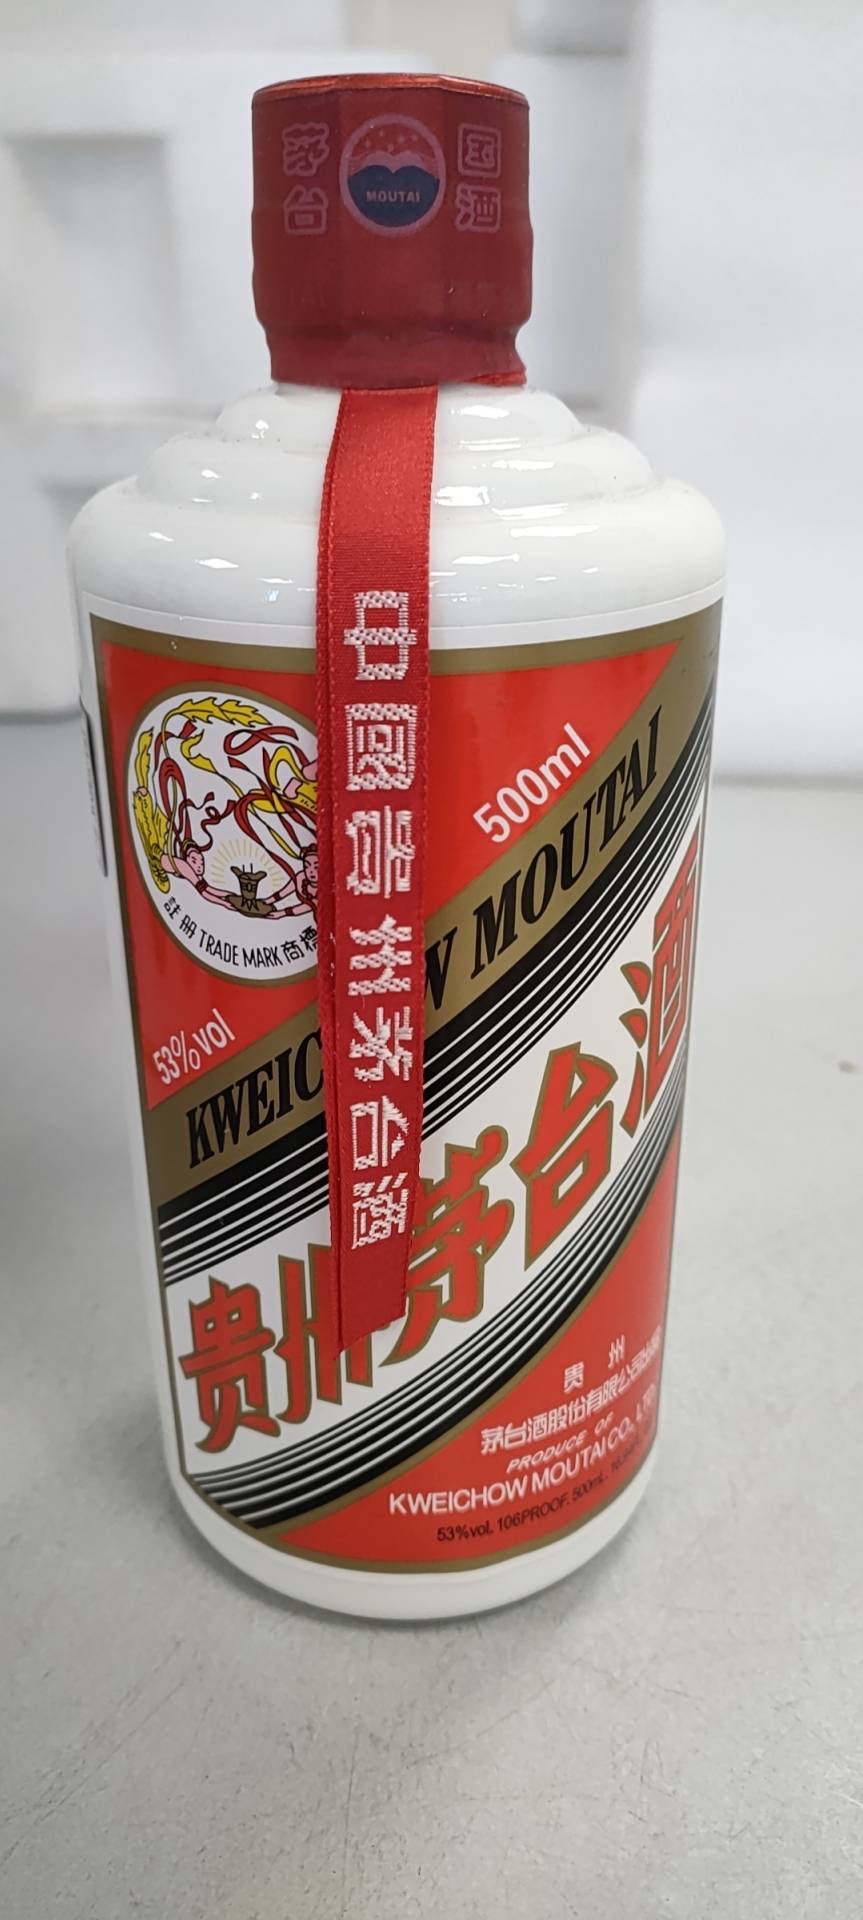 茅台 国酒
MOUTAI
中國贵州茅台酒
500ml
註册 TRADE MARK 商標
53%vol
KWEICHOW MOUTAI
贵州茅台酒
贵州
茅台酒股份有限公司出品
PRODUCE OF
KWEICHOW MOUTAI CO., LTD.
53%vol. 106PROOF. 500mL.